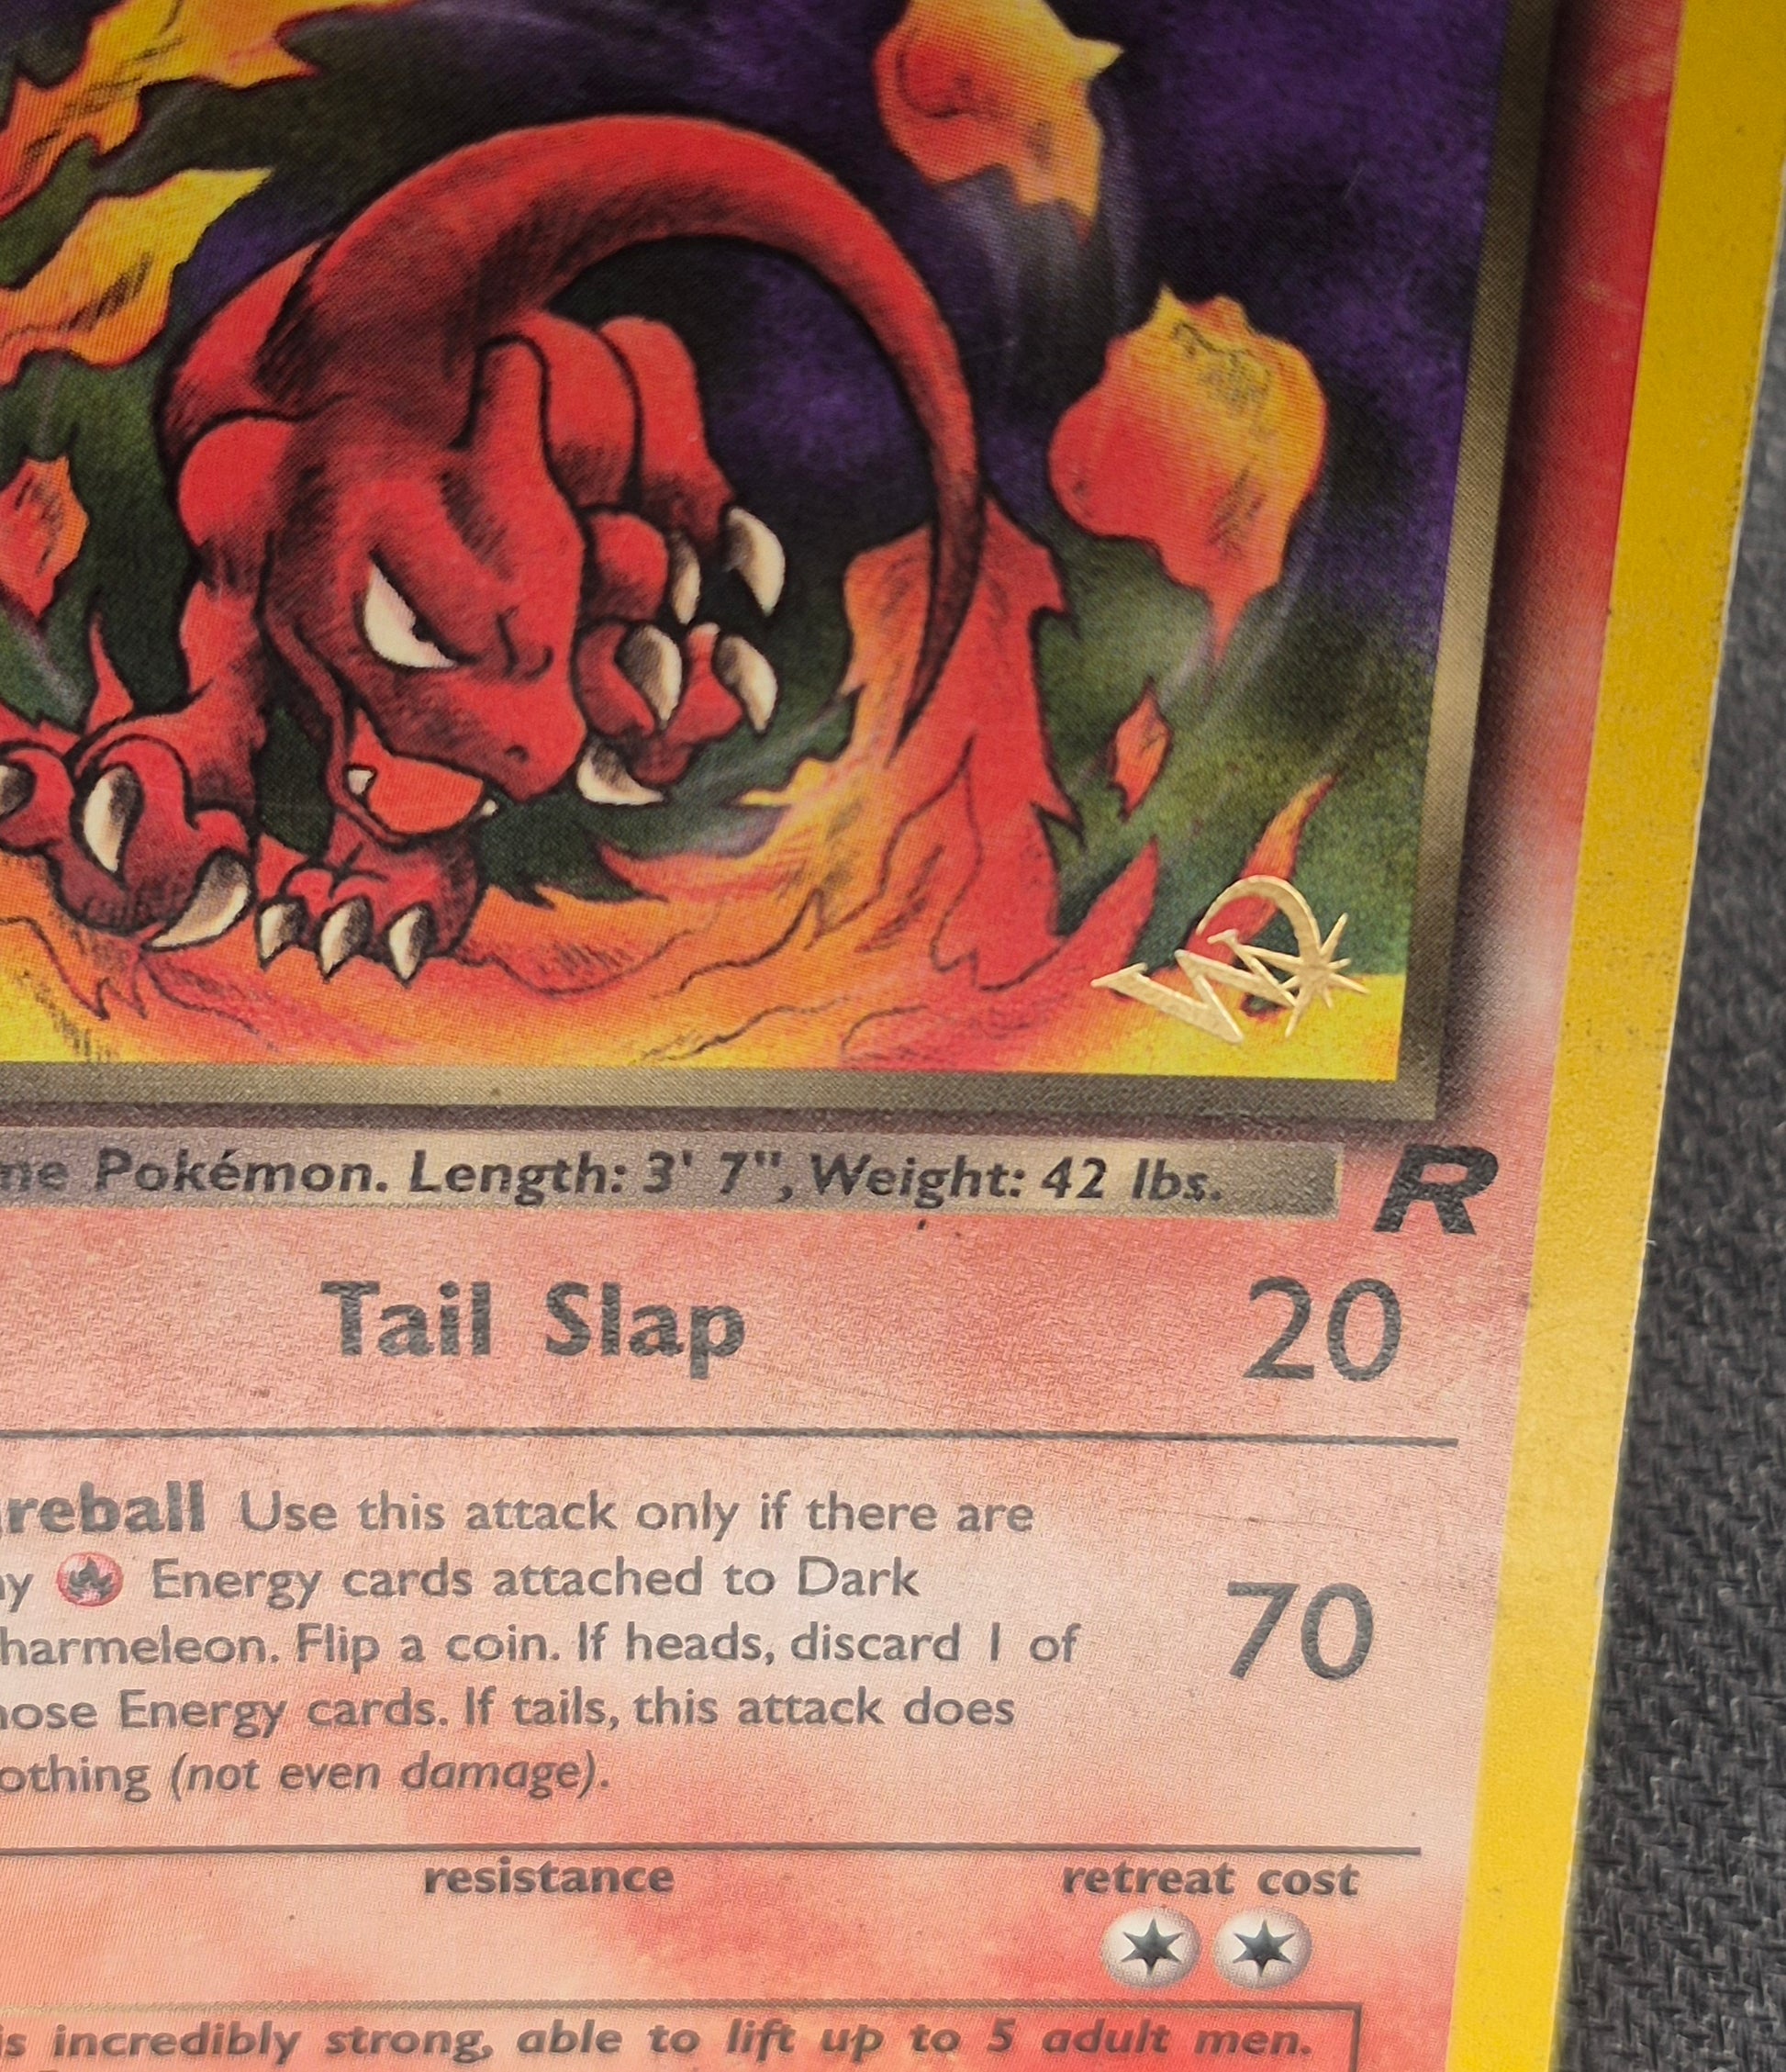 W
ne Pokémon. Length: 3' 7", Weight: 42 lbs.
R
Tail Slap 20
reball Use this attack only if there are
y Energy cards attached to Dark
harmeleon. Flip a coin. If heads, discard 1 of
hose Energy cards. If tails, this attack does
othing (not even damage).
70
resistance retreat cost
is incredibly strong, able to lift up to 5 adult men.